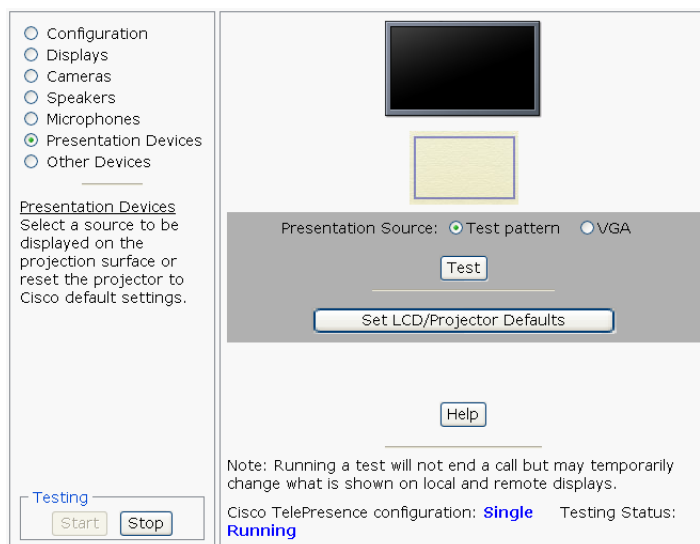 Configuration
Displays
Cameras
Speakers
Microphones
Presentation Devices
Other Devices
Presentation Devices
Select a source to be
displayed on the
projection surface or
reset the projector to
Cisco default settings.
Testing
Start Stop
Presentation Source: Test pattern VGA
Test
Set LCD/Projector Defaults
Help
Note: Running a test will not end a call but may temporarily
change what is shown on local and remote displays.
Cisco TelePresence configuration: Single Testing Status:
Running